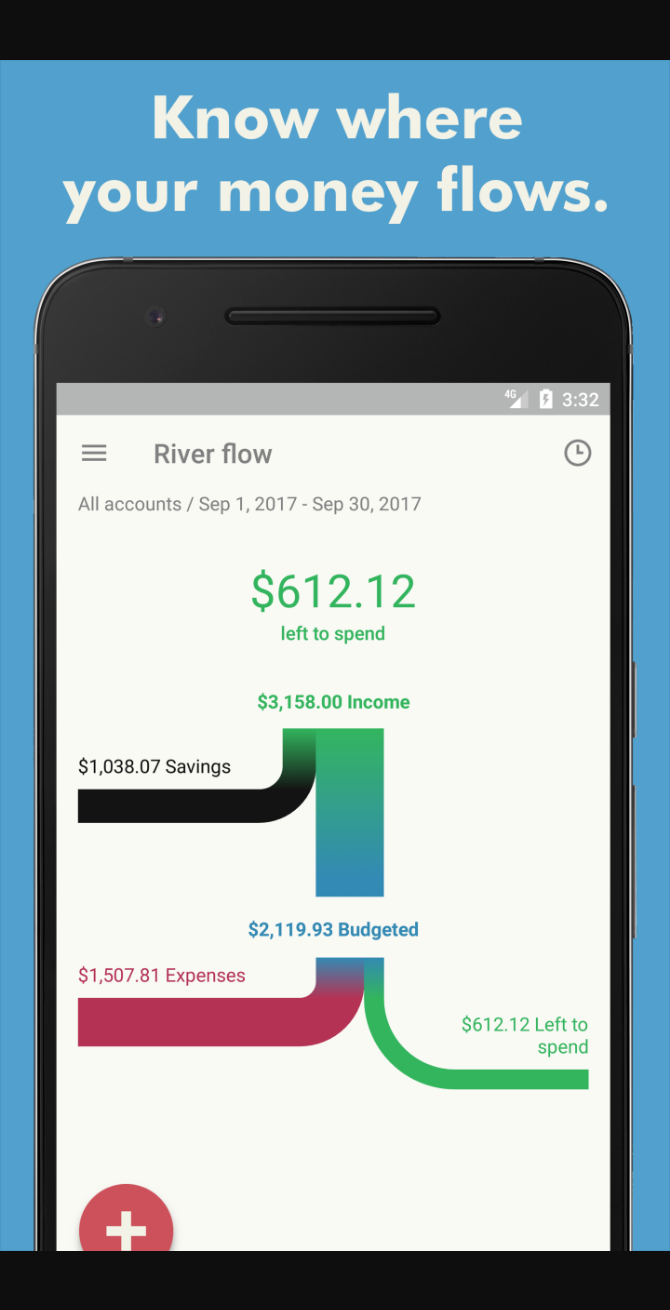 Know where
your money flows.
4G 3:32
River flow
All accounts / Sep 1, 2017 - Sep 30, 2017
$612.12
left to spend
$3,158.00 Income
$1,038.07 Savings
$2,119.93 Budgeted
$1,507.81 Expenses
$612.12 Left to
spend